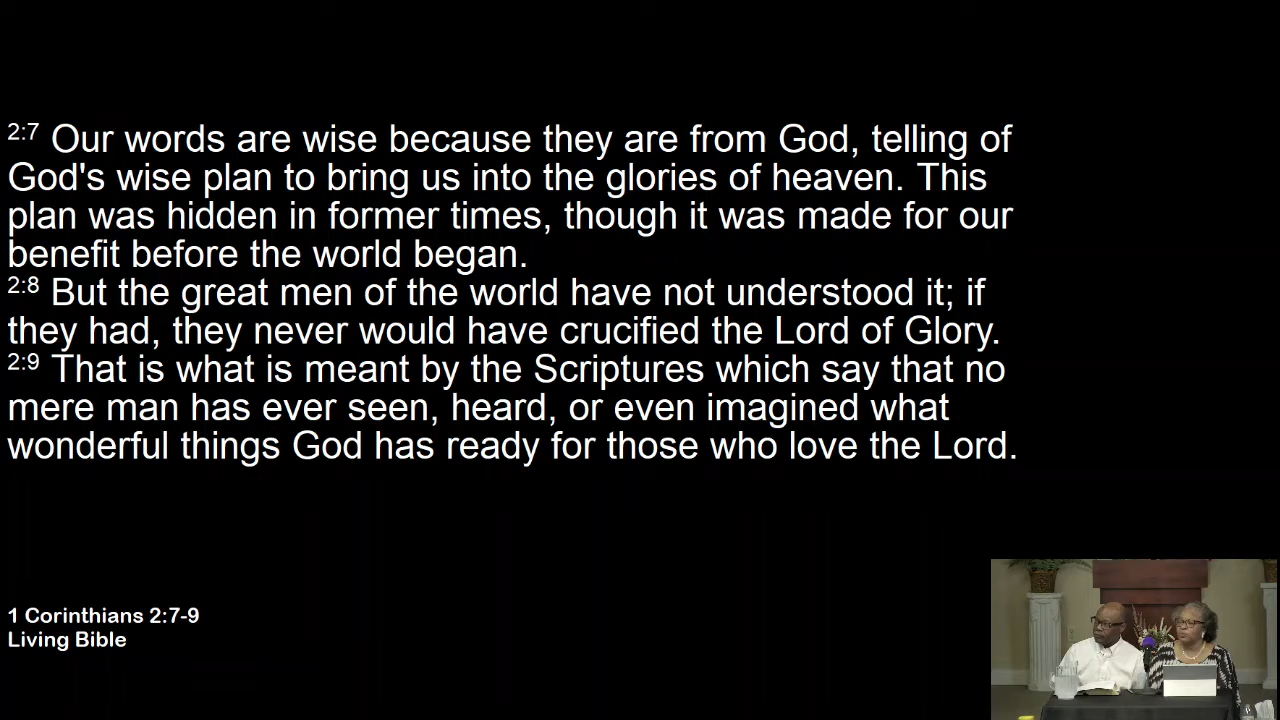 2:7 Our words are wise because they are from God, telling of
God's wise plan to bring us into the glories of heaven. This
plan was hidden in former times, though it was made for our
benefit before the world began.
2:8 But the great men of the world have not understood it; if
they had, they never would have crucified the Lord of Glory.
2:9 That is what is meant by the Scriptures which say that no
mere man has ever seen, heard, or even imagined what
wonderful things God has ready for those who love the Lord.
1 Corinthians 2:7-9
Living Bible